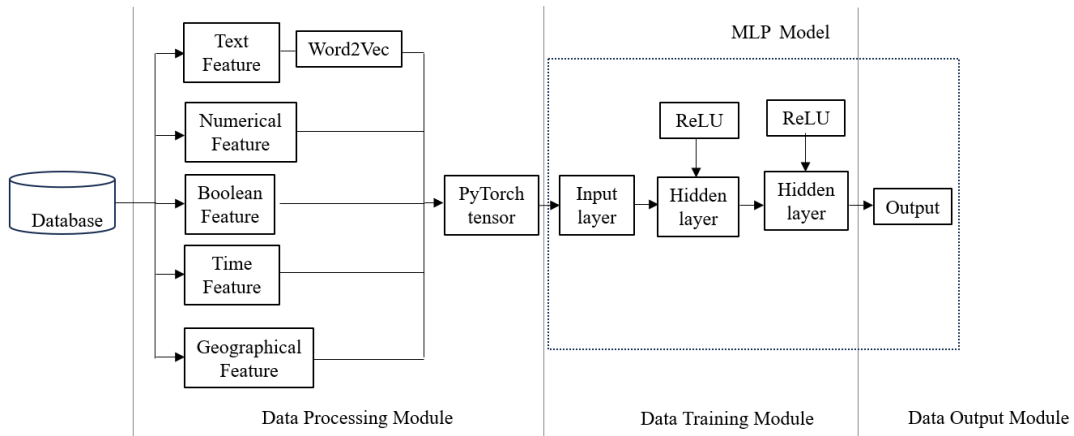 MLP Model
Text
Feature
Word2Vec
Numerical
Feature
ReLU
ReLU
Database
Boolean
Feature
PyTorch
tensor
Input
layer
Hidden
layer
Hidden
layer
Output
Time
Feature
Geographical
Feature
Data Processing Module
Data Training Module
Data Output Module